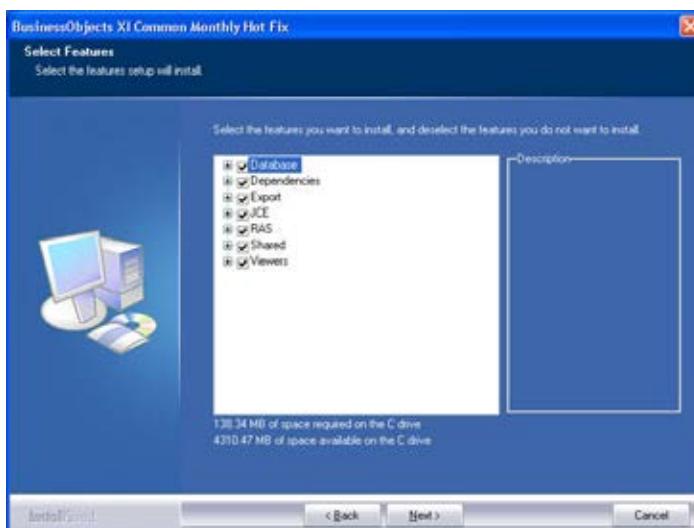 BusinessObjects XI Common Monthly Hot Fix
Select Features
Select the features setup will install.
Select the features you want to install, and deselect the features you do not want to install.
Database
Dependencies
Export
JCE
RAS
Shared
Viewers
Description
138.34 MB of space required on the C drive
4310.47 MB of space available on the C drive
InstallShield
< Back
Next >
Cancel